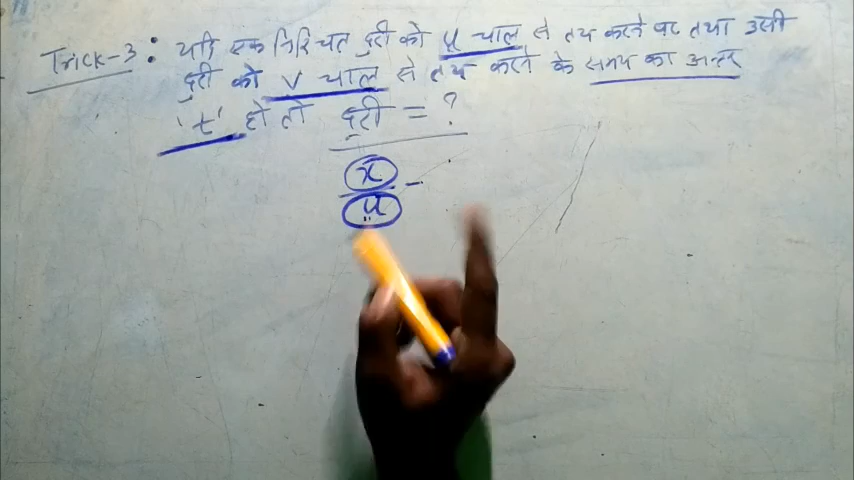 Trick-3 : यदि एक निश्चित दुरी को u चाल से तय करने पर तथा उसी
दुरी को v चाल से तय करने के समय का अन्तर
't' हो तो दुरी = ?
x
u
-